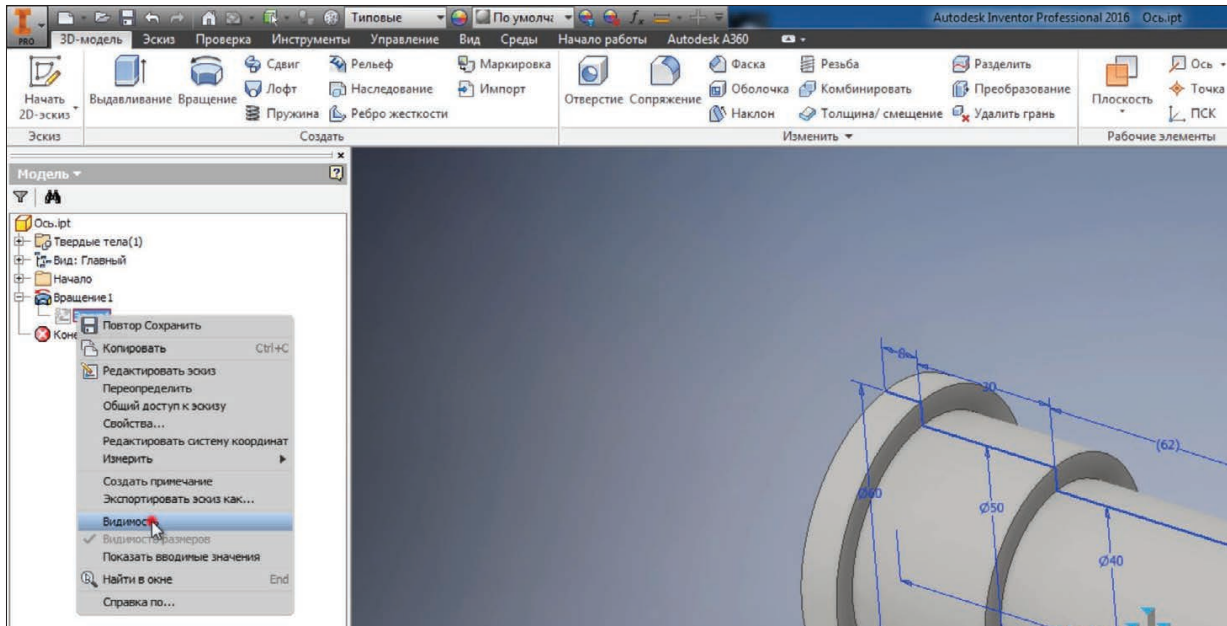 PRO
Типовые
По умолча
Autodesk Inventor Professional 2016 Ось.ipt
3D-модель Эскиз Проверка Инструменты Управление Вид Среды Начало работы Autodesk A360
Начать 2D-эскиз
Выдавливание Вращение
Сдвиг
Лофт
Пружина
Рельеф
Наследование
Ребро жесткости
Маркировка
Импорт
Отверстие Сопряжение
Фаска
Оболочка
Наклон
Резьба
Комбинировать
Толщина/ смещение
Разделить
Преобразование
Удалить грань
Плоскость
Ось
Точка
ПСК
Эскиз Создать Изменить Рабочие элементы
Модель
Ось.ipt
Твердые тела(1)
Вид: Главный
Начало
Вращение1
Коне
Повтор Сохранить
Копировать Ctrl+C
Редактировать эскиз
Переопределить
Общий доступ к эскизу
Свойства...
Редактировать систему координат
Измерить
Создать примечание
Экспортировать эскиз как...
Видимость
Видимость размеров
Показать вводимые значения
Найти в окне End
Справка по...
8
30
(62)
Ø60
Ø50
Ø40